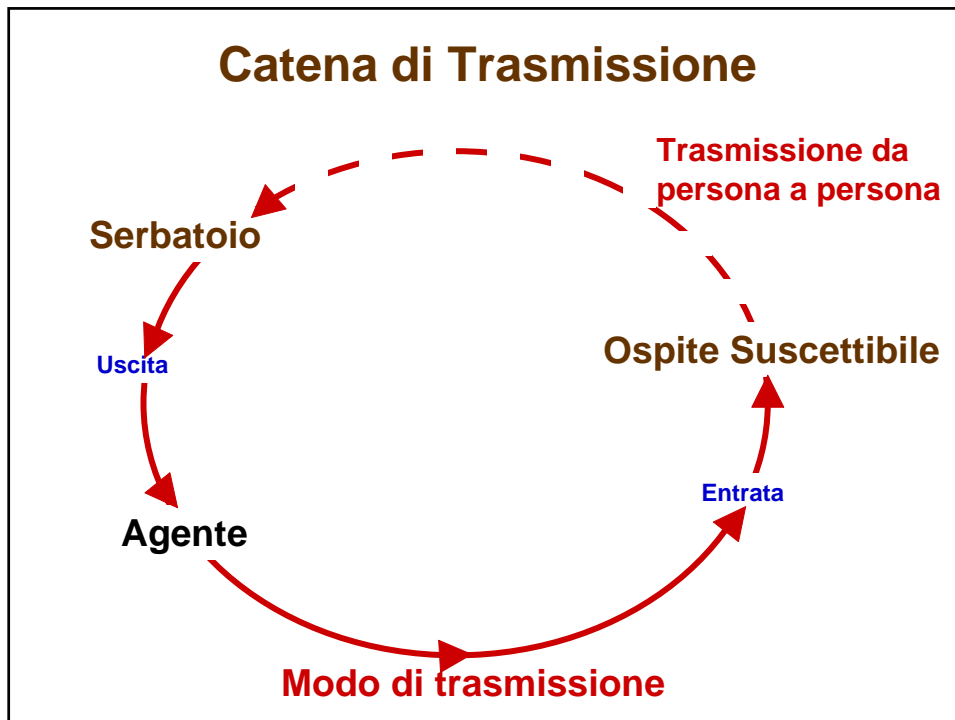 Catena di Trasmissione
Trasmissione da
persona a persona
Serbatoio
Ospite Suscettibile
Uscita
Entrata
Agente
Modo di trasmissione